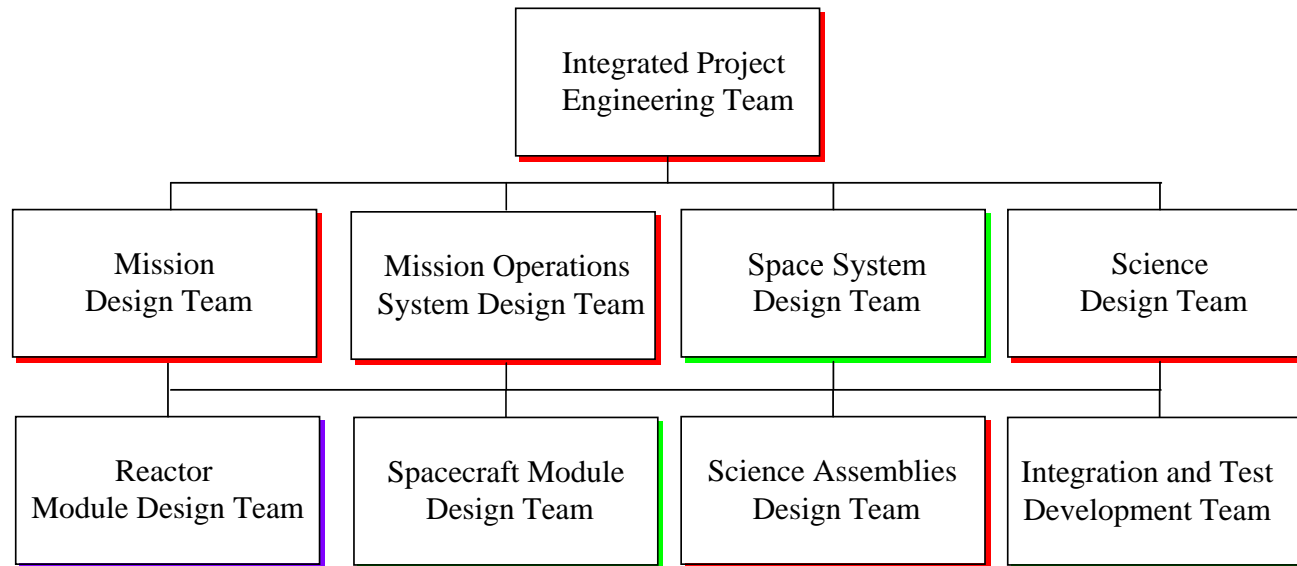 Integrated Project
Engineering Team
Mission
Design Team
Mission Operations
System Design Team
Space System
Design Team
Science
Design Team
Reactor
Module Design Team
Spacecraft Module
Design Team
Science Assemblies
Design Team
Integration and Test
Development Team